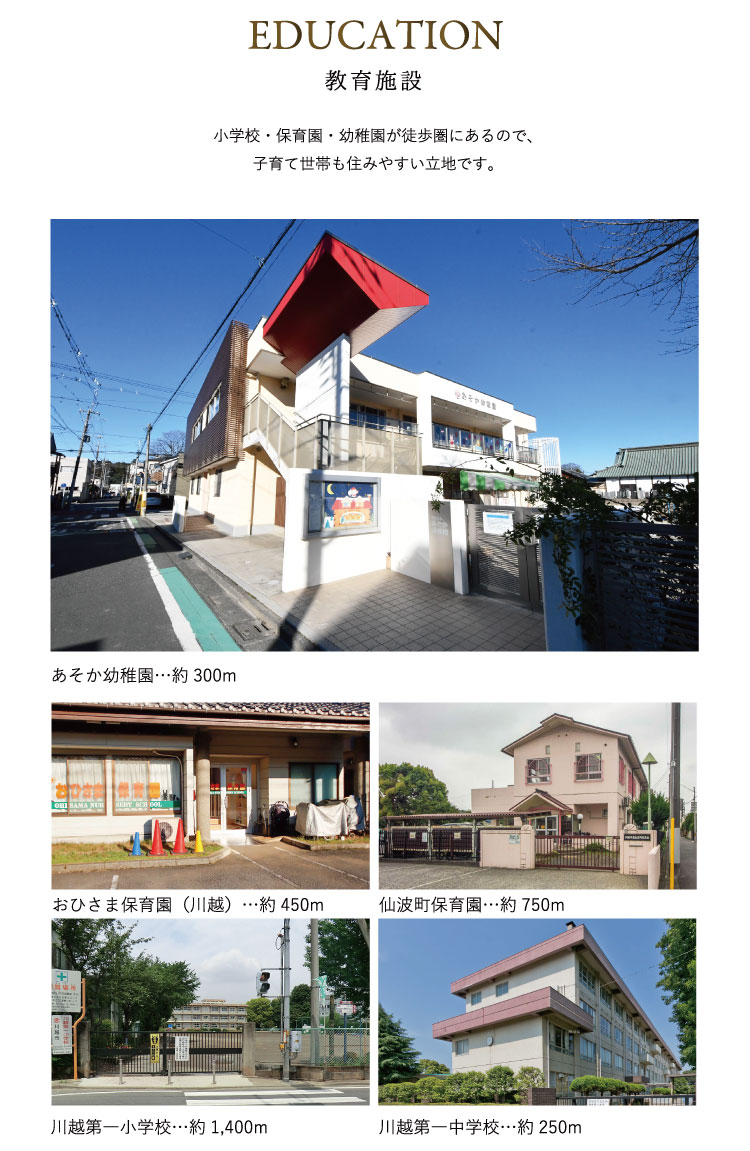 EDUCATION
教育施設
小学校・保育園・幼稚園が徒歩圏にあるので、
子育て世帯も住みやすい立地です。
あそか幼稚園
あそか幼稚園…約 300m
おひさま 保育園
OHISAMA NURSERY SCHOOL
おひさま保育園（川越）…約 450m
仙波町保育園…約 750m
川越第一小学校…約 1,400m
川越第一中学校…約 250m